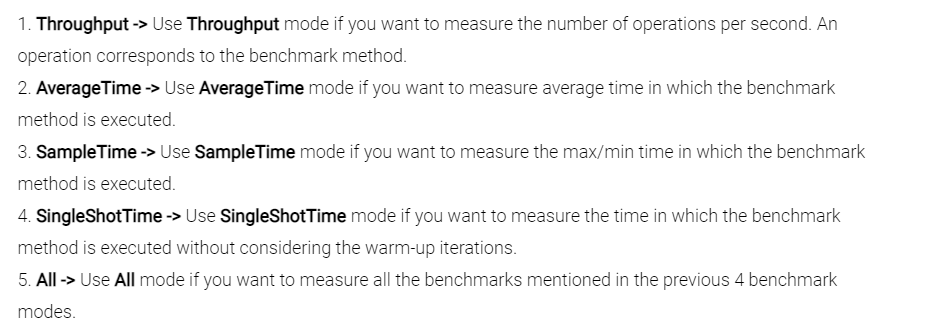 1. Throughput -> Use Throughput mode if you want to measure the number of operations per second. An
operation corresponds to the benchmark method.
2. AverageTime -> Use AverageTime mode if you want to measure average time in which the benchmark
method is executed.
3. SampleTime -> Use SampleTime mode if you want to measure the max/min time in which the benchmark
method is executed.
4. SingleShotTime -> Use SingleShotTime mode if you want to measure the time in which the benchmark
method is executed without considering the warm-up iterations.
5. All -> Use All mode if you want to measure all the benchmarks mentioned in the previous 4 benchmark
modes.